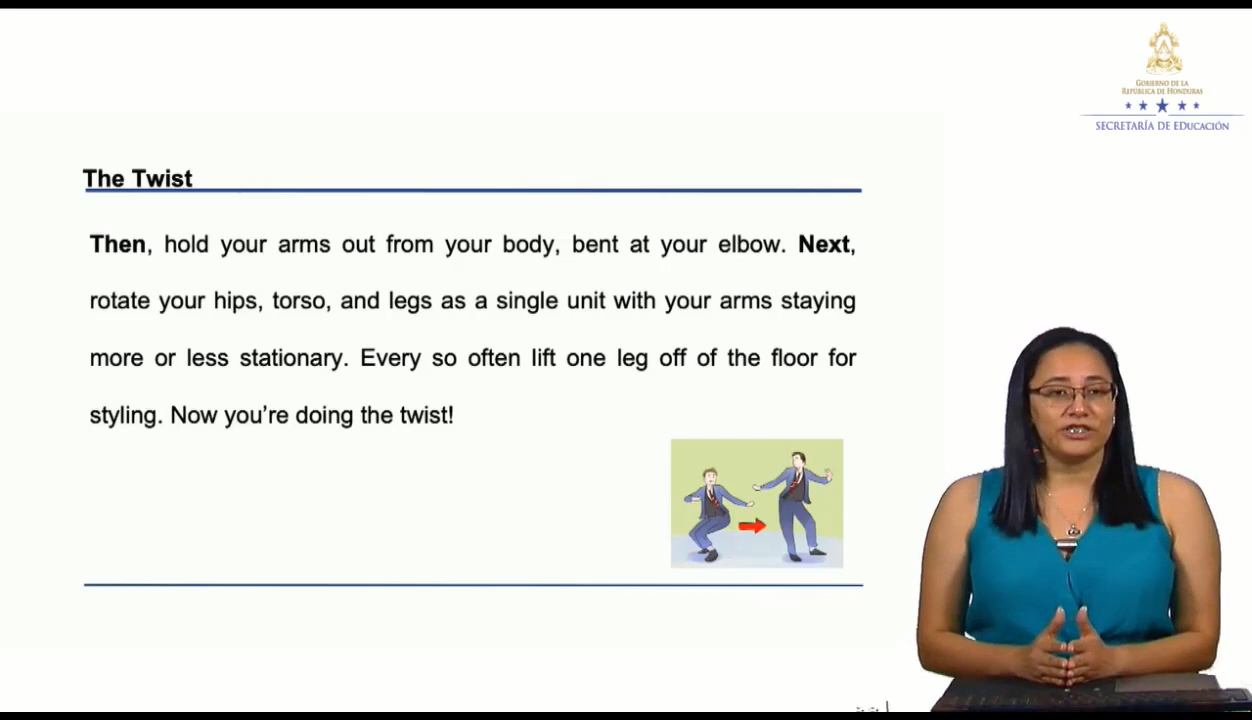 GOBIERNO DE LA
REPÚBLICA DE HONDURAS
SECRETARÍA DE EDUCACIÓN
The Twist
Then, hold your arms out from your body, bent at your elbow. Next,
rotate your hips, torso, and legs as a single unit with your arms staying
more or less stationary. Every so often lift one leg off of the floor for
styling. Now you're doing the twist!